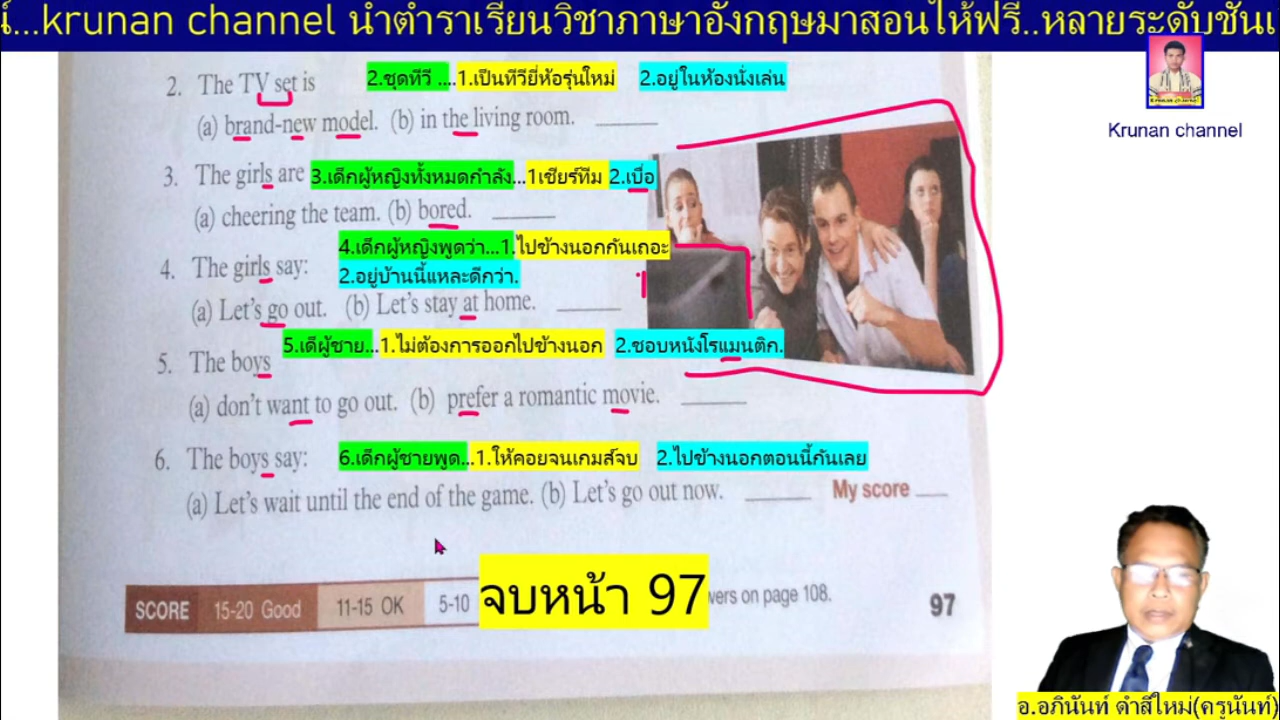 ...krunan channel นำตำราเรียนวิชาภาษาอังกฤษมาสอนให้ฟรี..หลายระดับชั้น
Krunan channel
2. The TV set is 2.ชุดทีวี ....1.เป็นทีวียี่ห้อรุ่นใหม่ 2.อยู่ในห้องนั่งเล่น
(a) brand-new model. (b) in the living room. ______
3. The girls are 3.เด็กผู้หญิงทั้งหมดกำลัง...1เชียร์ทีม 2.เบื่อ
(a) cheering the team. (b) bored. ______
4.เด็กผู้หญิงพูดว่า...1.ไปข้างนอกกันเถอะ
4. The girls say: 2.อยู่บ้านนี้แหละดีกว่า.
(a) Let's go out. (b) Let's stay at home. ______
5.เดีผู้ชาย...1.ไม่ต้องการออกไปข้างนอก 2.ชอบหนังโรแมนติก.
5. The boys
(a) don't want to go out. (b) prefer a romantic movie. ______
6. The boys say: 6.เด็กผู้ชายพูด...1.ให้คอยจนเกมส์จบ 2.ไปข้างนอกตอนนี้กันเลย
(a) Let's wait until the end of the game. (b) Let's go out now. ______ My score ___
SCORE 15-20 Good 11-15 OK 5-10 จบหน้า 97 vers on page 108. 97
อ.อภินันท์ ดำสีใหม่(ครูนันท์)